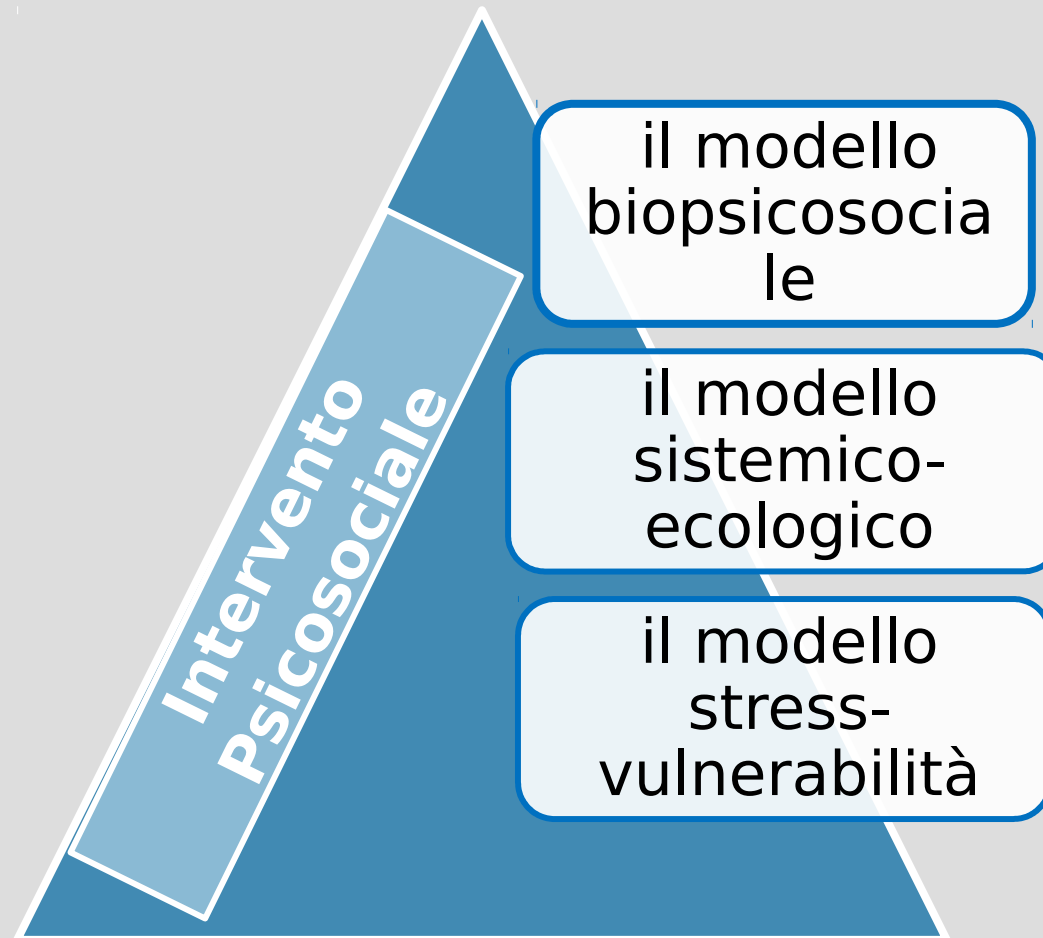 il modello
biopsicosocia
le
il modello
sistemico-
ecologico
il modello
stress-
vulnerabilità
Intervento
Psicosociale